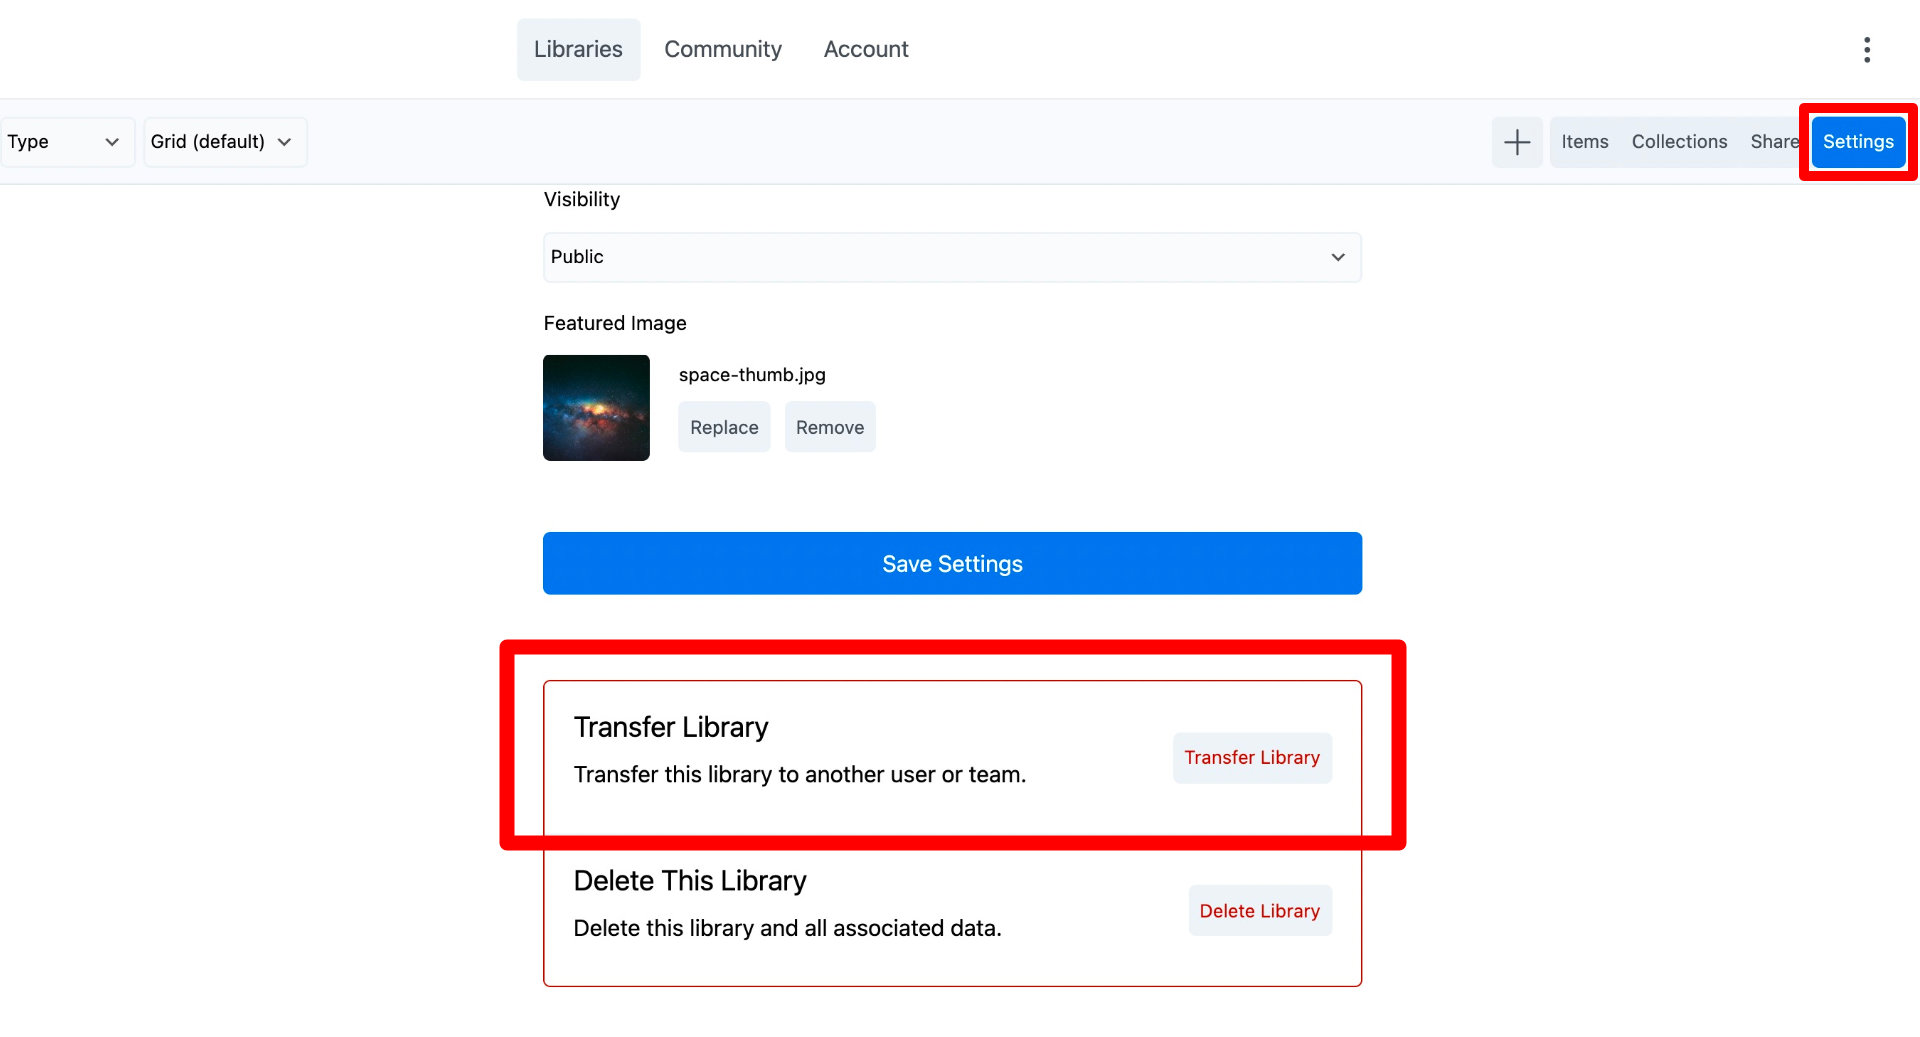 Libraries Community Account
Type Grid (default) Items Collections Share Settings
Visibility
Public
Featured Image
space-thumb.jpg
Replace Remove
Save Settings
Transfer Library
Transfer this library to another user or team.
Transfer Library
Delete This Library
Delete this library and all associated data.
Delete Library